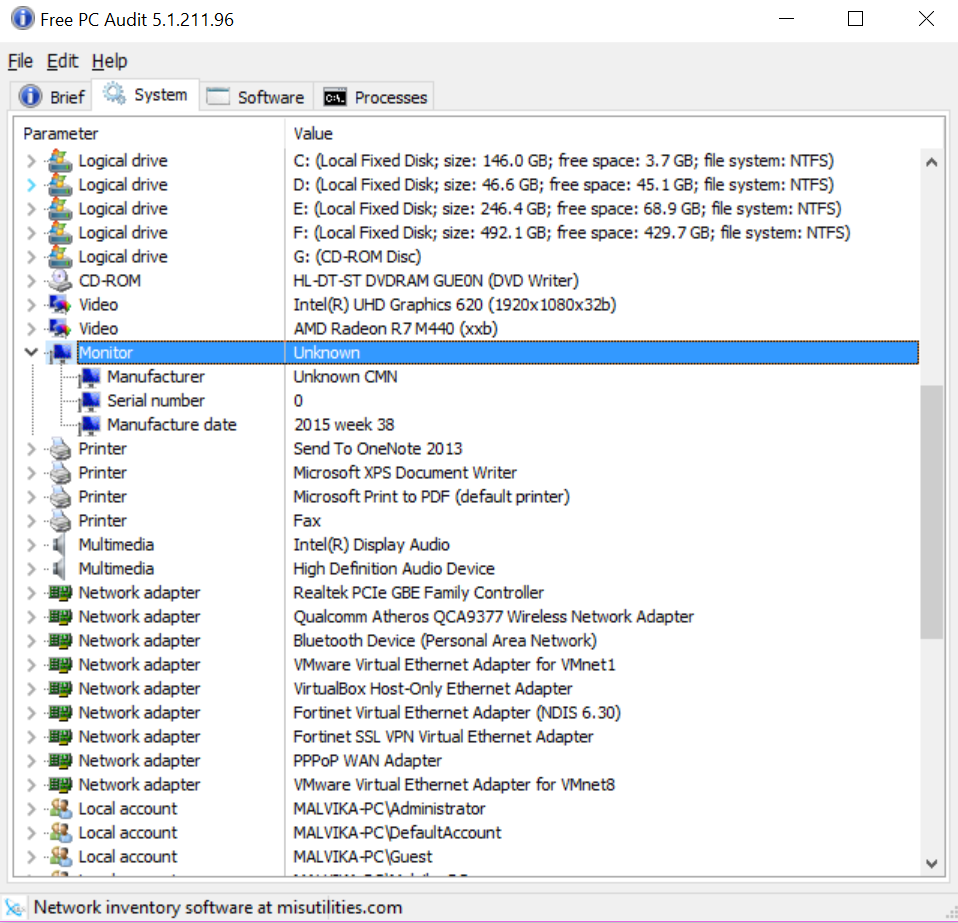 Free PC Audit 5.1.211.96
File Edit Help
Brief System Software Processes
Parameter Value
Logical drive C: (Local Fixed Disk; size: 146.0 GB; free space: 3.7 GB; file system: NTFS)
Logical drive D: (Local Fixed Disk; size: 46.6 GB; free space: 45.1 GB; file system: NTFS)
Logical drive E: (Local Fixed Disk; size: 246.4 GB; free space: 68.9 GB; file system: NTFS)
Logical drive F: (Local Fixed Disk; size: 492.1 GB; free space: 429.7 GB; file system: NTFS)
Logical drive G: (CD-ROM Disc)
CD-ROM HL-DT-ST DVDRAM GUE0N (DVD Writer)
Video Intel(R) UHD Graphics 620 (1920x1080x32b)
Video AMD Radeon R7 M440 (xxb)
Monitor Unknown
Manufacturer Unknown CMN
Serial number 0
Manufacture date 2015 week 38
Printer Send To OneNote 2013
Printer Microsoft XPS Document Writer
Printer Microsoft Print to PDF (default printer)
Printer Fax
Multimedia Intel(R) Display Audio
Multimedia High Definition Audio Device
Network adapter Realtek PCIe GBE Family Controller
Network adapter Qualcomm Atheros QCA9377 Wireless Network Adapter
Network adapter Bluetooth Device (Personal Area Network)
Network adapter VMware Virtual Ethernet Adapter for VMnet1
Network adapter VirtualBox Host-Only Ethernet Adapter
Network adapter Fortinet Virtual Ethernet Adapter (NDIS 6.30)
Network adapter Fortinet SSL VPN Virtual Ethernet Adapter
Network adapter PPPoP WAN Adapter
Network adapter VMware Virtual Ethernet Adapter for VMnet8
Local account MALVIKA-PC\Administrator
Local account MALVIKA-PC\DefaultAccount
Local account MALVIKA-PC\Guest
Network inventory software at misutilities.com